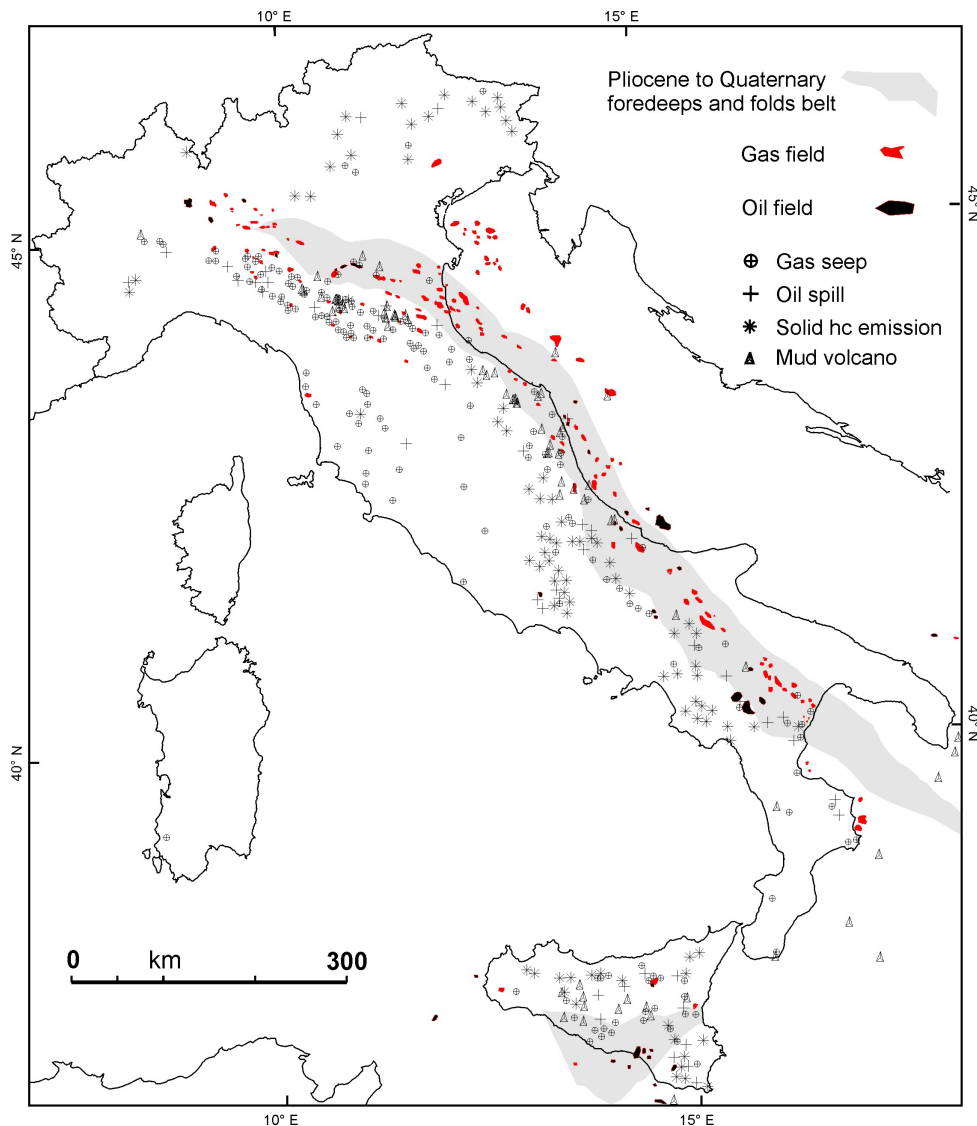 10° E
15° E
Pliocene to Quaternary
foredeeps and folds belt
Gas field
Oil field
45° N
45° N
Gas seep
Oil spill
Solid hc emission
Mud volcano
40° N
40° N
0 km 300
10° E
15° E